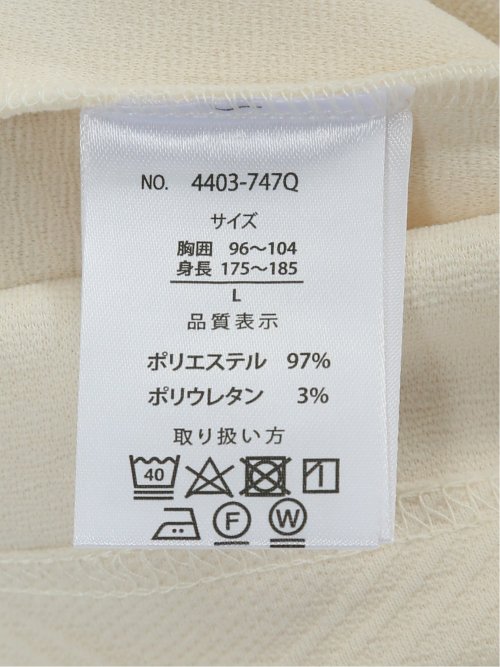 NO. 4403-747Q
サイズ
胸囲 96～104
身長 175～185
L
品質表示
ポリエステル 97%
ポリウレタン 3%
取り扱い方
40
F W